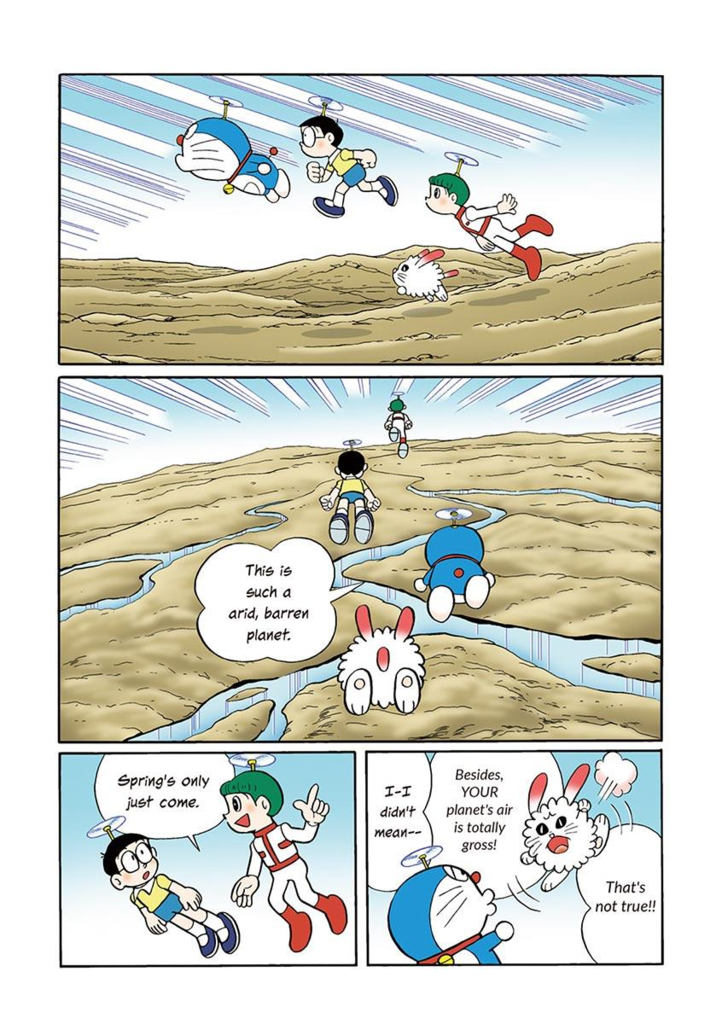 This is
such a
arid, barren
planet.
Spring's only
just come.
I-I
didn't
mean--
Besides,
YOUR
planet's air
is totally
gross!
That's
not true!!